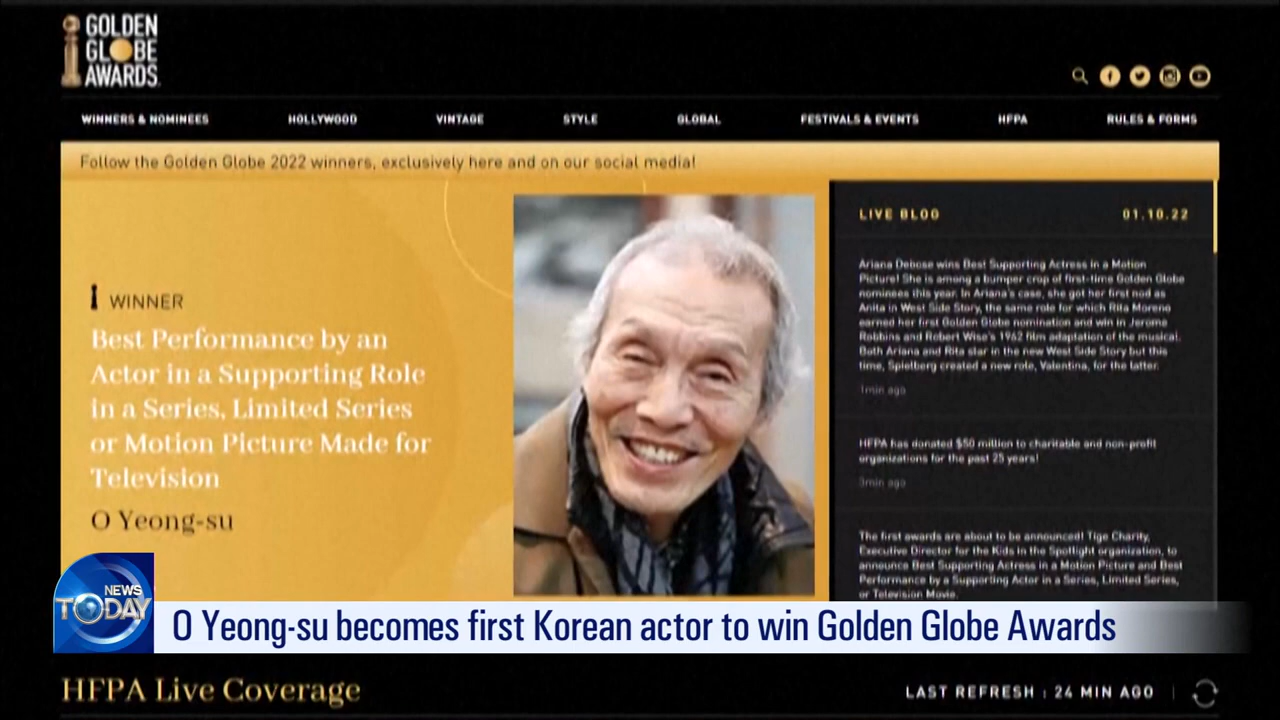 GOLDEN
GLOBE
AWARDS
WINNERS & NOMINEES HOLLYWOOD VINTAGE STYLE GLOBAL FESTIVALS & EVENTS HFPA RULES & FORMS
Follow the Golden Globe 2022 winners, exclusively here and on our social media!
WINNER
Best Performance by an
Actor in a Supporting Role
in a Series, Limited Series
or Motion Picture Made for
Television
O Yeong-su
LIVE BLOG 01.10.22
Ariana Debose wins Best Supporting Actress in a Motion
Picture! She is among a bumper crop of first-time Golden Globe
nominees this year. In Ariana's case, she got her first nod as
Anita in West Side Story, the same role for which Rita Moreno
earned her first Golden Globe nomination and win in Jerome
Robbins and Robert Wise's 1962 film adaptation of the musical.
Both Ariana and Rita star in the new West Side Story but this
time, Spielberg created a new role, Valentina, for the latter.
1min ago
HFPA has donated $50 million to charitable and non-profit
organizations for the past 25 years!
3min ago
The first awards are about to be announced! Tige Charity,
Executive Director for the Kids in the Spotlight organization, to
announce Best Supporting Actress in a Motion Picture and Best
Performance by a Supporting Actor in a Series, Limited Series,
or Television Movie.
NEWS
TODAY
O Yeong-su becomes first Korean actor to win Golden Globe Awards
HFPA Live Coverage
LAST REFRESH : 24 MIN AGO